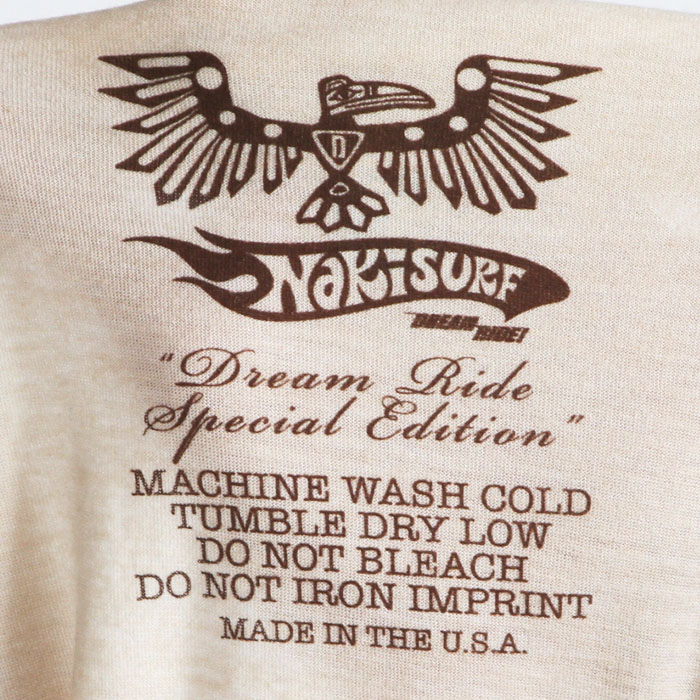 D
NAKISURF
DREAM RIDE!
"Dream Ride
Special Edition"
MACHINE WASH COLD
TUMBLE DRY LOW
DO NOT BLEACH
DO NOT IRON IMPRINT
MADE IN THE U.S.A.